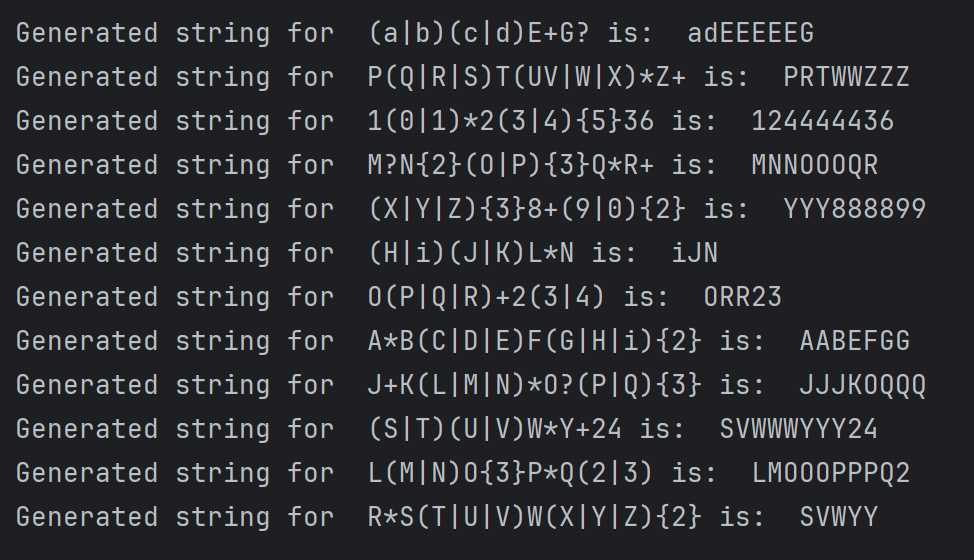 Generated string for  (a|b)(c|d)E+G? is:  adEEEEEG
Generated string for  P(Q|R|S)T(UV|W|X)*Z+ is:  PRTWWZZZ
Generated string for  1(0|1)*2(3|4){5}36 is:  124444436
Generated string for  M?N{2}(O|P){3}Q*R+ is:  MNNOOOQR
Generated string for  (X|Y|Z){3}8+(9|0){2} is:  YYY888899
Generated string for  (H|i)(J|K)L*N is:  iJN
Generated string for  O(P|Q|R)+2(3|4) is:  ORR23
Generated string for  A*B(C|D|E)F(G|H|i){2} is:  AABEFGG
Generated string for  J+K(L|M|N)*O?(P|Q){3} is:  JJJKOQQQ
Generated string for  (S|T)(U|V)W*Y+24 is:  SVWWWYYY24
Generated string for  L(M|N)O{3}P*Q(2|3) is:  LMOOOPPPQ2
Generated string for  R*S(T|U|V)W(X|Y|Z){2} is:  SVWYY